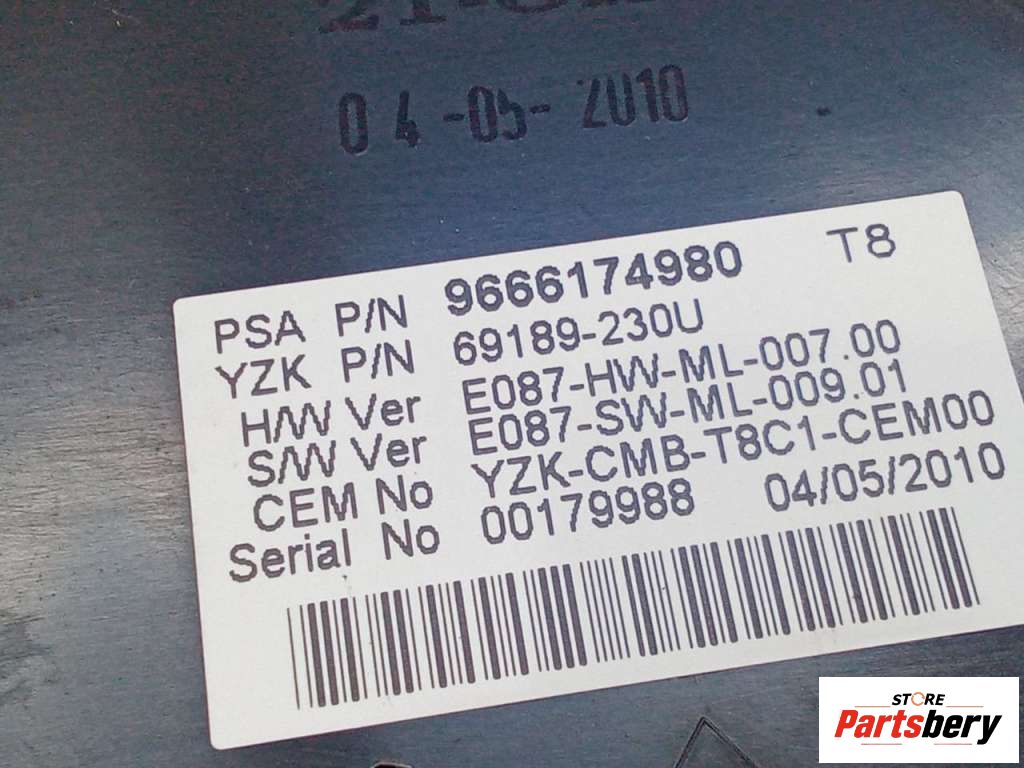 04-05-2010
T8
PSA P/N 9666174980
YZK P/N 69189-230U
H/W Ver E087-HW-ML-007.00
S/W Ver E087-SW-ML-009.01
CEM No YZK-CMB-T8C1-CEM00
Serial No 00179988 04/05/2010
STORE
Partsbery